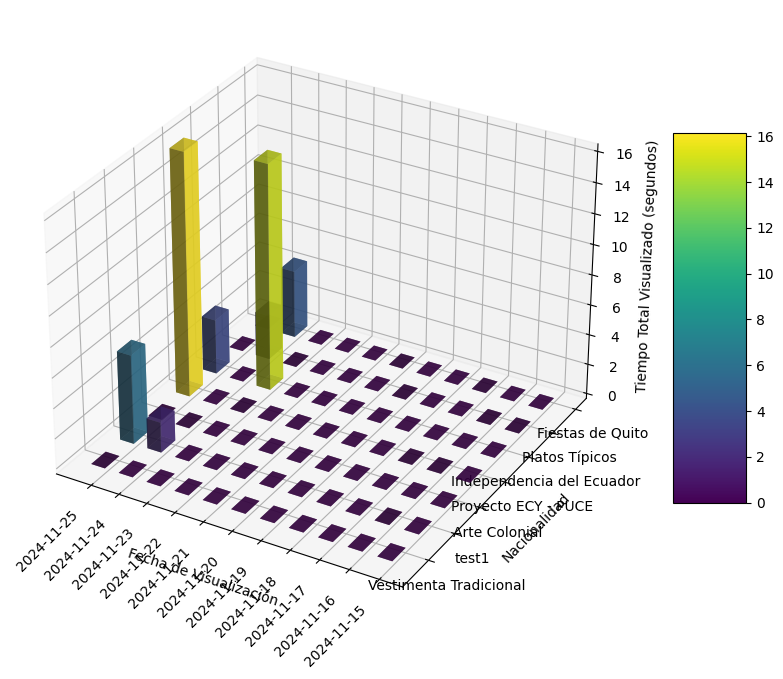 16
14
12
10
8
6
4
2
0
Tiempo Total Visualizado (segundos)
16
14
12
10
8
6
4
2
0
Fiestas de Quito
Platos Típicos
Independencia del Ecuador
Arte Colonial
test1
Vestimenta Tradicional
Nacionalidad
2024-11-25
2024-11-24
2024-11-23
2024-11-22
2024-11-21
2024-11-20
2024-11-19
2024-11-18
2024-11-17
2024-11-16
2024-11-15
Fecha de Visualización
Proyecto ECY